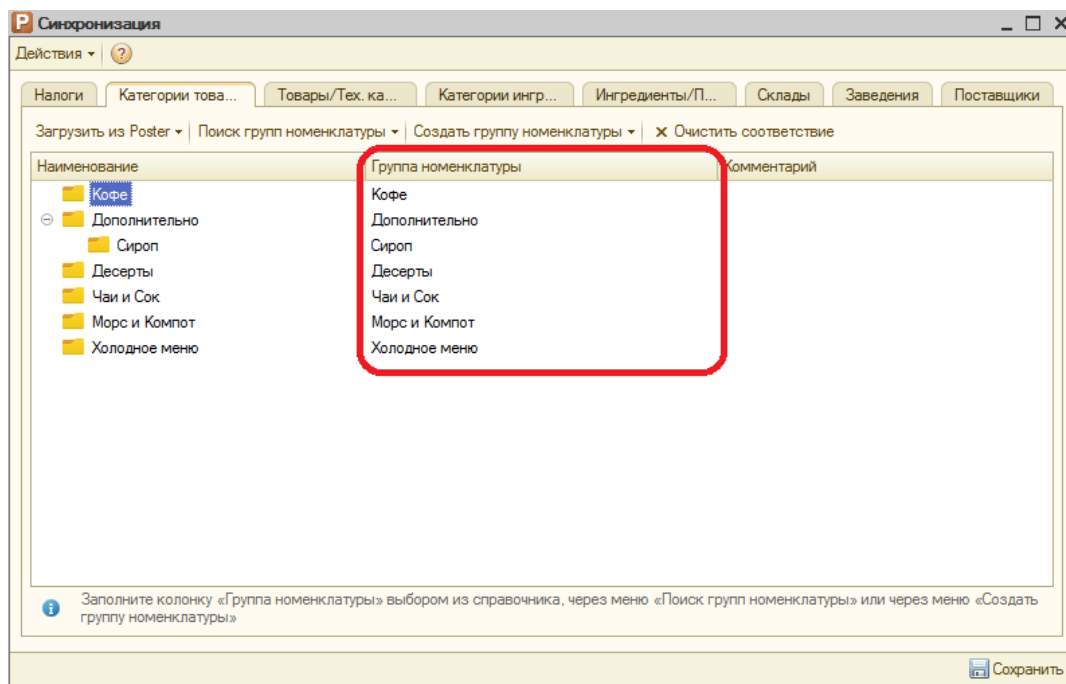 Синхронизация
Действия
Налоги Категории това... Товары/Тех. ка... Категории ингр... Ингредиенты/П... Склады Заведения Поставщики
Загрузить из Poster Поиск групп номенклатуры Создать группу номенклатуры Очистить соответствие
Наименование Группа номенклатуры Комментарий
Кофе Кофе
Дополнительно Дополнительно
Сироп Сироп
Десерты Десерты
Чаи и Сок Чаи и Сок
Морс и Компот Морс и Компот
Холодное меню Холодное меню
Заполните колонку «Группа номенклатуры» выбором из справочника, через меню «Поиск групп номенклатуры» или через меню «Создать
группу номенклатуры»
Сохранить